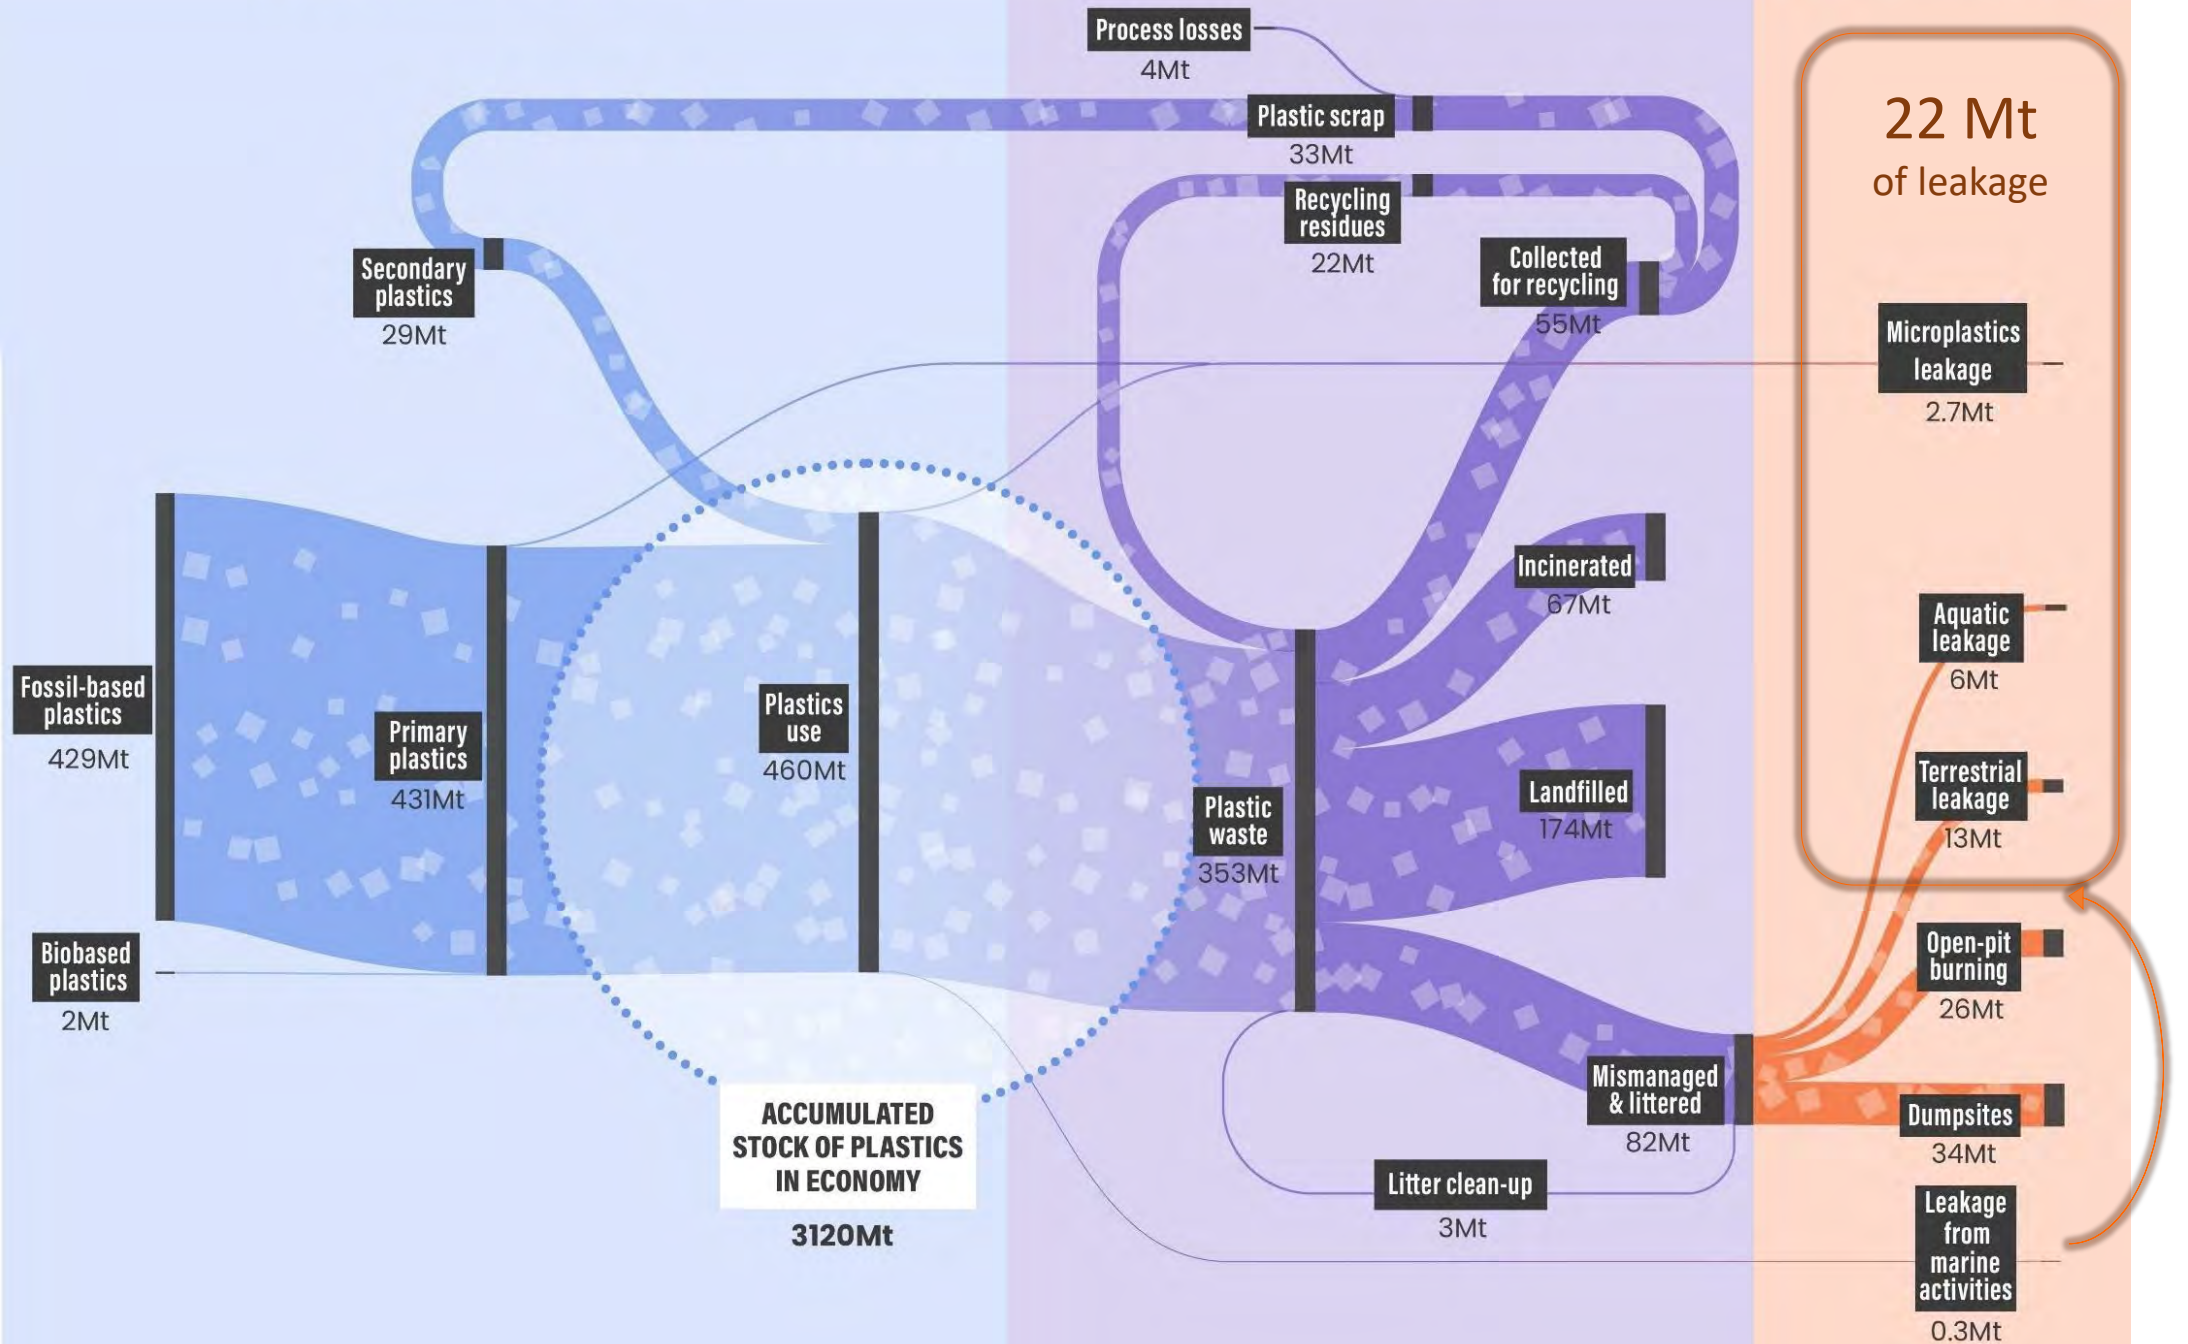 Process losses
4Mt
Plastic scrap
33Mt
Recycling
residues
22Mt
Collected
for recycling
55Mt
Secondary
plastics
29Mt
22 Mt
of leakage
Microplastics
leakage
2.7Mt
Fossil-based
plastics
429Mt
Biobased
plastics
2Mt
Primary
plastics
431Mt
Plastics
use
460Mt
ACCUMULATED
STOCK OF PLASTICS
IN ECONOMY
3120Mt
Plastic
waste
353Mt
Incinerated
67Mt
Landfilled
174Mt
Mismanaged
& littered
82Mt
Litter clean-up
3Mt
Aquatic
leakage
6Mt
Terrestrial
leakage
13Mt
Open-pit
burning
26Mt
Dumpsites
34Mt
Leakage
from
marine
activities
0.3Mt